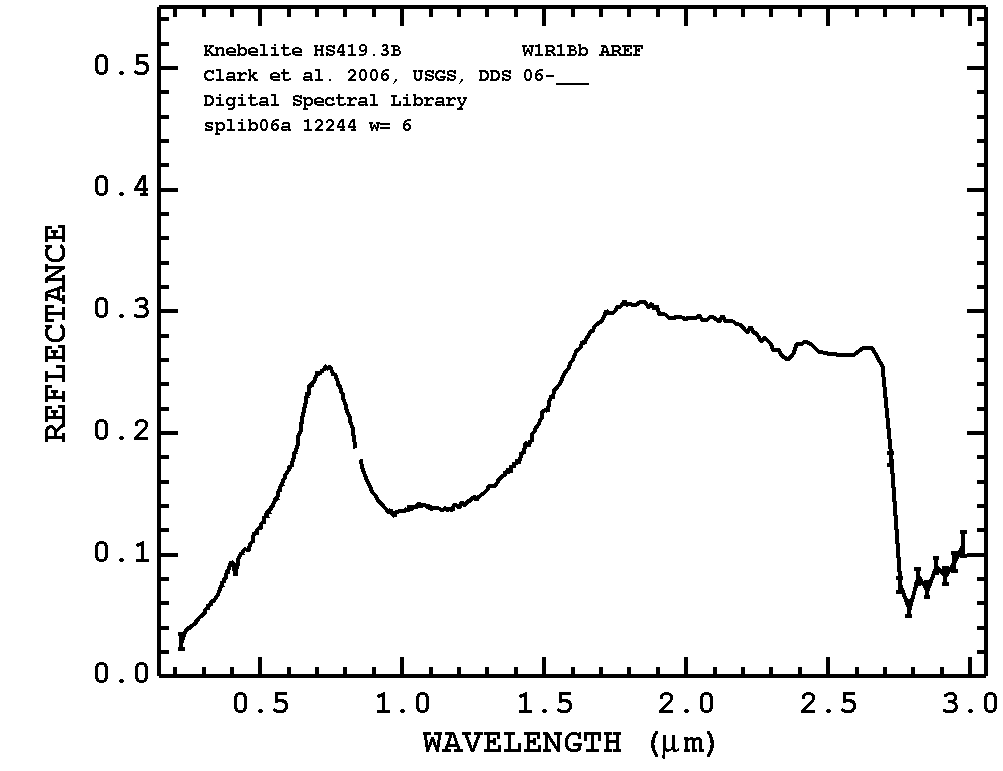 Knebelite HS419.3B W1R1Bb AREF
Clark et al. 2006, USGS, DDS 06-___
Digital Spectral Library
splib06a 12244 w= 6
REFLECTANCE
0.5
0.4
0.3
0.2
0.1
0.0
0.5 1.0 1.5 2.0 2.5 3.0
WAVELENGTH (μm)